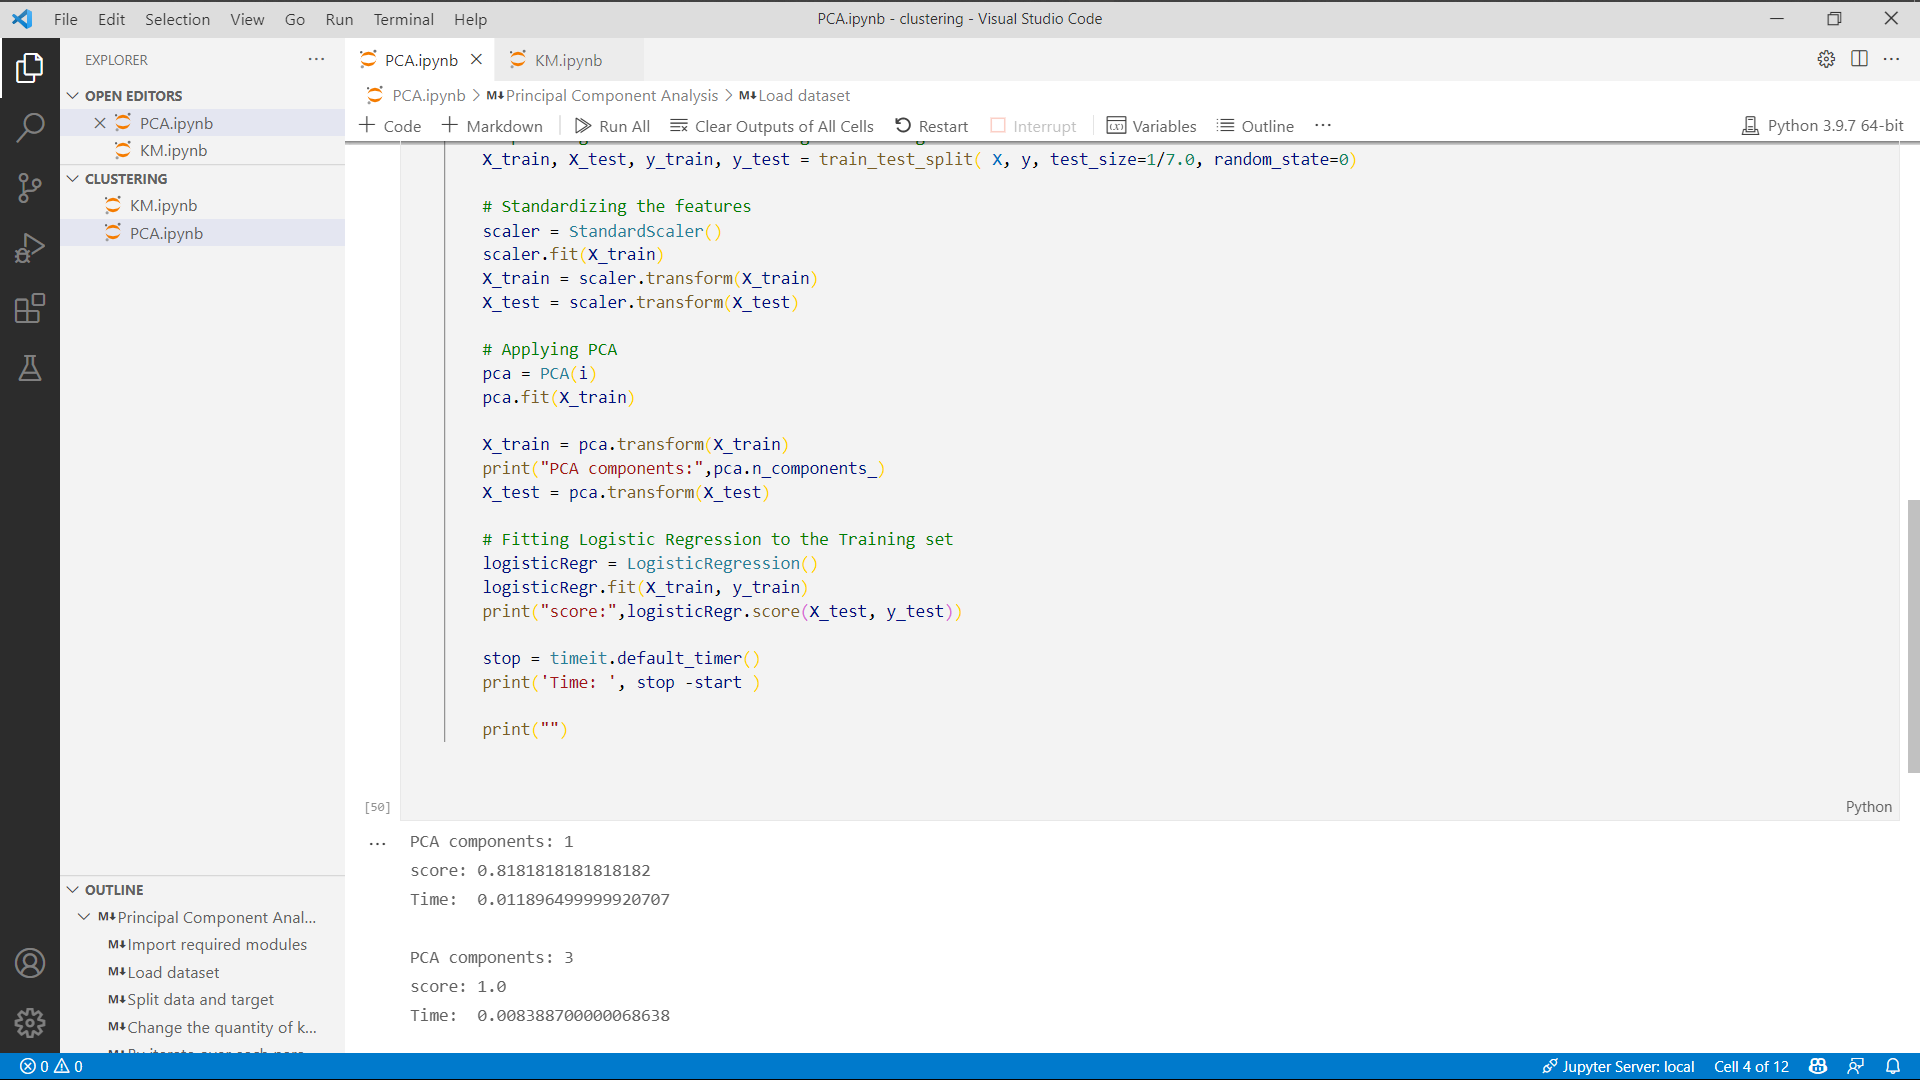 File Edit Selection View Go Run Terminal Help
PCA.ipynb - clustering - Visual Studio Code
EXPLORER
OPEN EDITORS
PCA.ipynb
KM.ipynb
CLUSTERING
KM.ipynb
PCA.ipynb
OUTLINE
M↓Principal Component Anal...
M↓Import required modules
M↓Load dataset
M↓Split data and target
M↓Change the quantity of k...
PCA.ipynb KM.ipynb
PCA.ipynb > M↓Principal Component Analysis > M↓Load dataset
+ Code + Markdown Run All Clear Outputs of All Cells Restart Interrupt Variables Outline ... Python 3.9.7 64-bit
X_train, X_test, y_train, y_test = train_test_split( X, y, test_size=1/7.0, random_state=0)
# Standardizing the features
scaler = StandardScaler()
scaler.fit(X_train)
X_train = scaler.transform(X_train)
X_test = scaler.transform(X_test)
# Applying PCA
pca = PCA(i)
pca.fit(X_train)
X_train = pca.transform(X_train)
print("PCA components:",pca.n_components_)
X_test = pca.transform(X_test)
# Fitting Logistic Regression to the Training set
logisticRegr = LogisticRegression()
logisticRegr.fit(X_train, y_train)
print("score:",logisticRegr.score(X_test, y_test))
stop = timeit.default_timer()
print('Time: ', stop -start )
print("")
[50]
Python
PCA components: 1
score: 0.8181818181818182
Time:  0.011896499999920707
PCA components: 3
score: 1.0
Time:  0.008388700000068638
0 0
Jupyter Server: local Cell 4 of 12